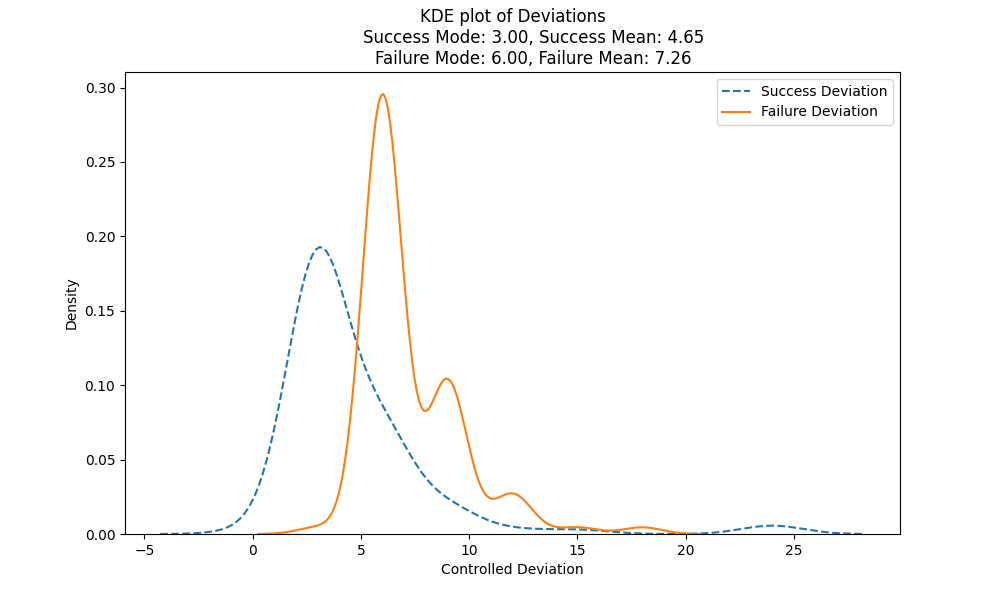 KDE plot of Deviations
Success Mode: 3.00, Success Mean: 4.65
Failure Mode: 6.00, Failure Mean: 7.26
Success Deviation
Failure Deviation
0.30
0.25
0.20
0.15
0.10
0.05
0.00
Density
−5
0
5
10
15
20
25
Controlled Deviation